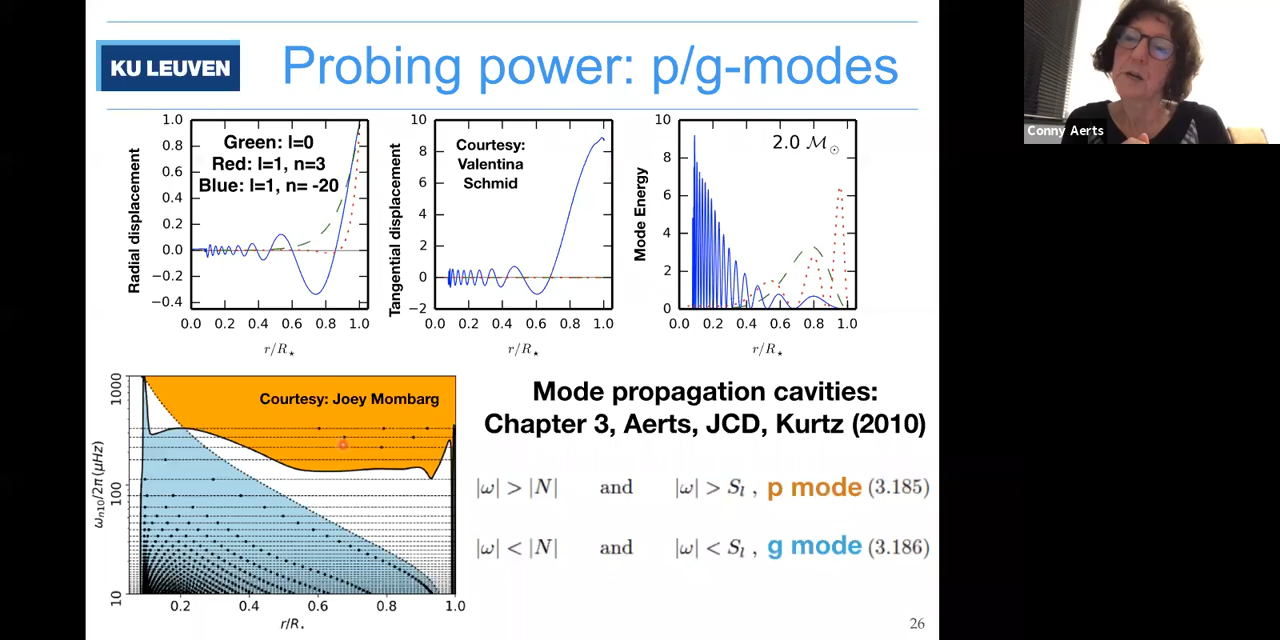 KU LEUVEN
Probing power: p/g-modes
Conny Aerts
Radial displacement
1.0
0.8
0.6
0.4
0.2
0.0
−0.2
−0.4
Green: l=0
Red: l=1, n=3
Blue: l=1, n= -20
0.0 0.2 0.4 0.6 0.8 1.0
r/R⋆
Tangential displacement
10
8
6
4
2
0
−2
Courtesy:
Valentina
Schmid
0.0 0.2 0.4 0.6 0.8 1.0
r/R⋆
Mode Energy
10
8
6
4
2
0
2.0 M⊙
0.0 0.2 0.4 0.6 0.8 1.0
r/R⋆
ω_{n10}/2π (μHz)
1000
100
10
Courtesy: Joey Mombarg
0.2 0.4 0.6 0.8 1.0
r/R⋆
Mode propagation cavities:
Chapter 3, Aerts, JCD, Kurtz (2010)
|ω| > |N| and |ω| > S_l , p mode (3.185)
|ω| < |N| and |ω| < S_l , g mode (3.186)
26